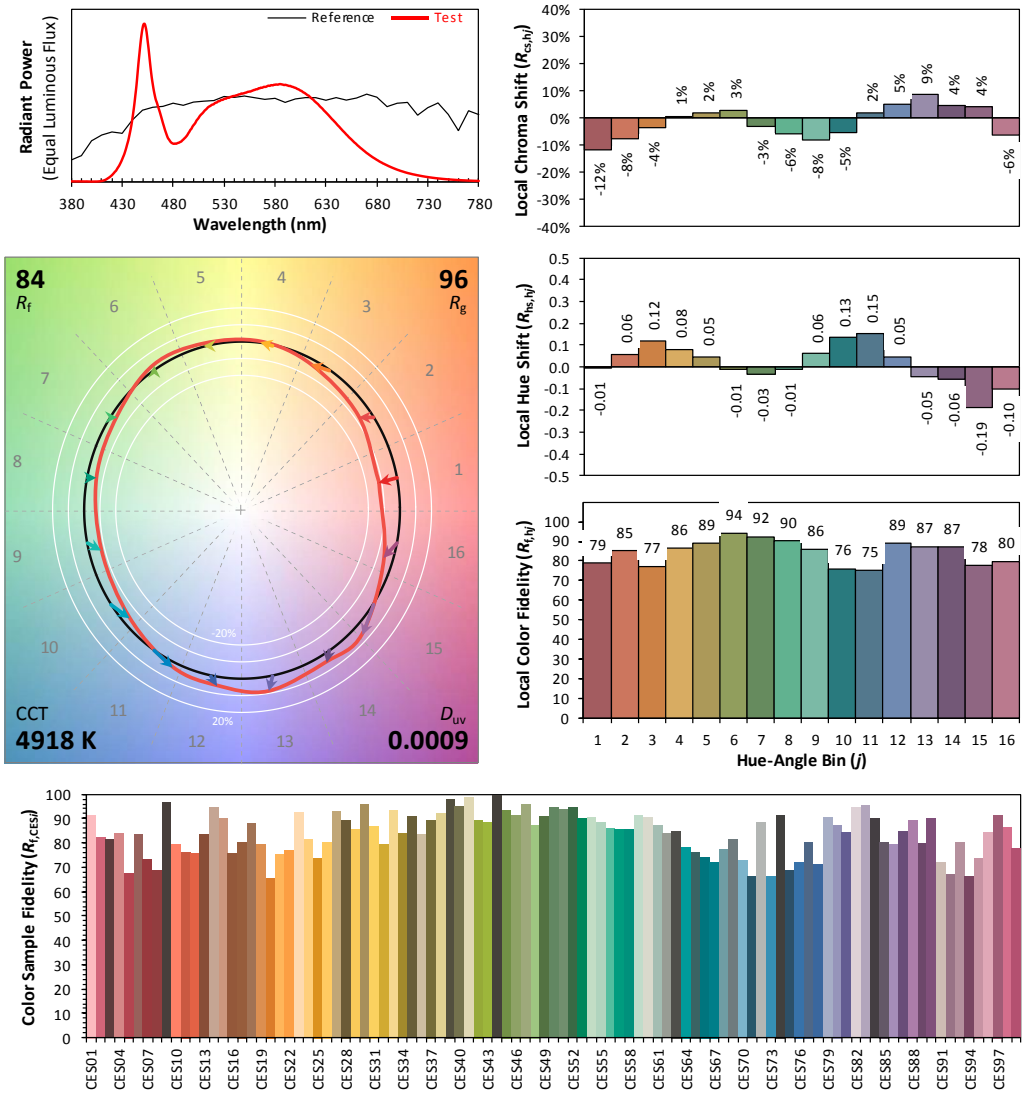 Radiant Power
(Equal Luminous Flux)
Reference
Test
380 430 480 530 580 630 680 730 780
Wavelength (nm)
Local Chroma Shift (Rcs,hj)
40%
30%
20%
10%
0%
-10%
-20%
-30%
-40%
-12% -8% -4% 1% 2% 3% -3% -6% -8% -5% 2% 5% 9% 4% 4% -6%
84
Rf
96
Rg
5 4
6 3
7 2
8 1
9 16
10 15
11 14
12 13
-20%
20%
CCT
4918 K
Duv
0.0009
Local Hue Shift (Rhs,hj)
0.5
0.4
0.3
0.2
0.1
0.0
-0.1
-0.2
-0.3
-0.4
-0.5
-0.01 0.06 0.12 0.08 0.05 -0.01 -0.03 -0.01 0.06 0.13 0.15 0.05 -0.05 -0.06 -0.19 -0.10
Local Color Fidelity (Rf,hj)
100
90
80
70
60
50
40
30
20
10
0
79 85 77 86 89 94 92 90 86 76 75 89 87 87 78 80
1 2 3 4 5 6 7 8 9 10 11 12 13 14 15 16
Hue-Angle Bin (j)
Color Sample Fidelity (Rf,CESi)
100
90
80
70
60
50
40
30
20
10
0
CES01 CES04 CES07 CES10 CES13 CES16 CES19 CES22 CES25 CES28 CES31 CES34 CES37 CES40 CES43 CES46 CES49 CES52 CES55 CES58 CES61 CES64 CES67 CES70 CES73 CES76 CES79 CES82 CES85 CES88 CES91 CES94 CES97